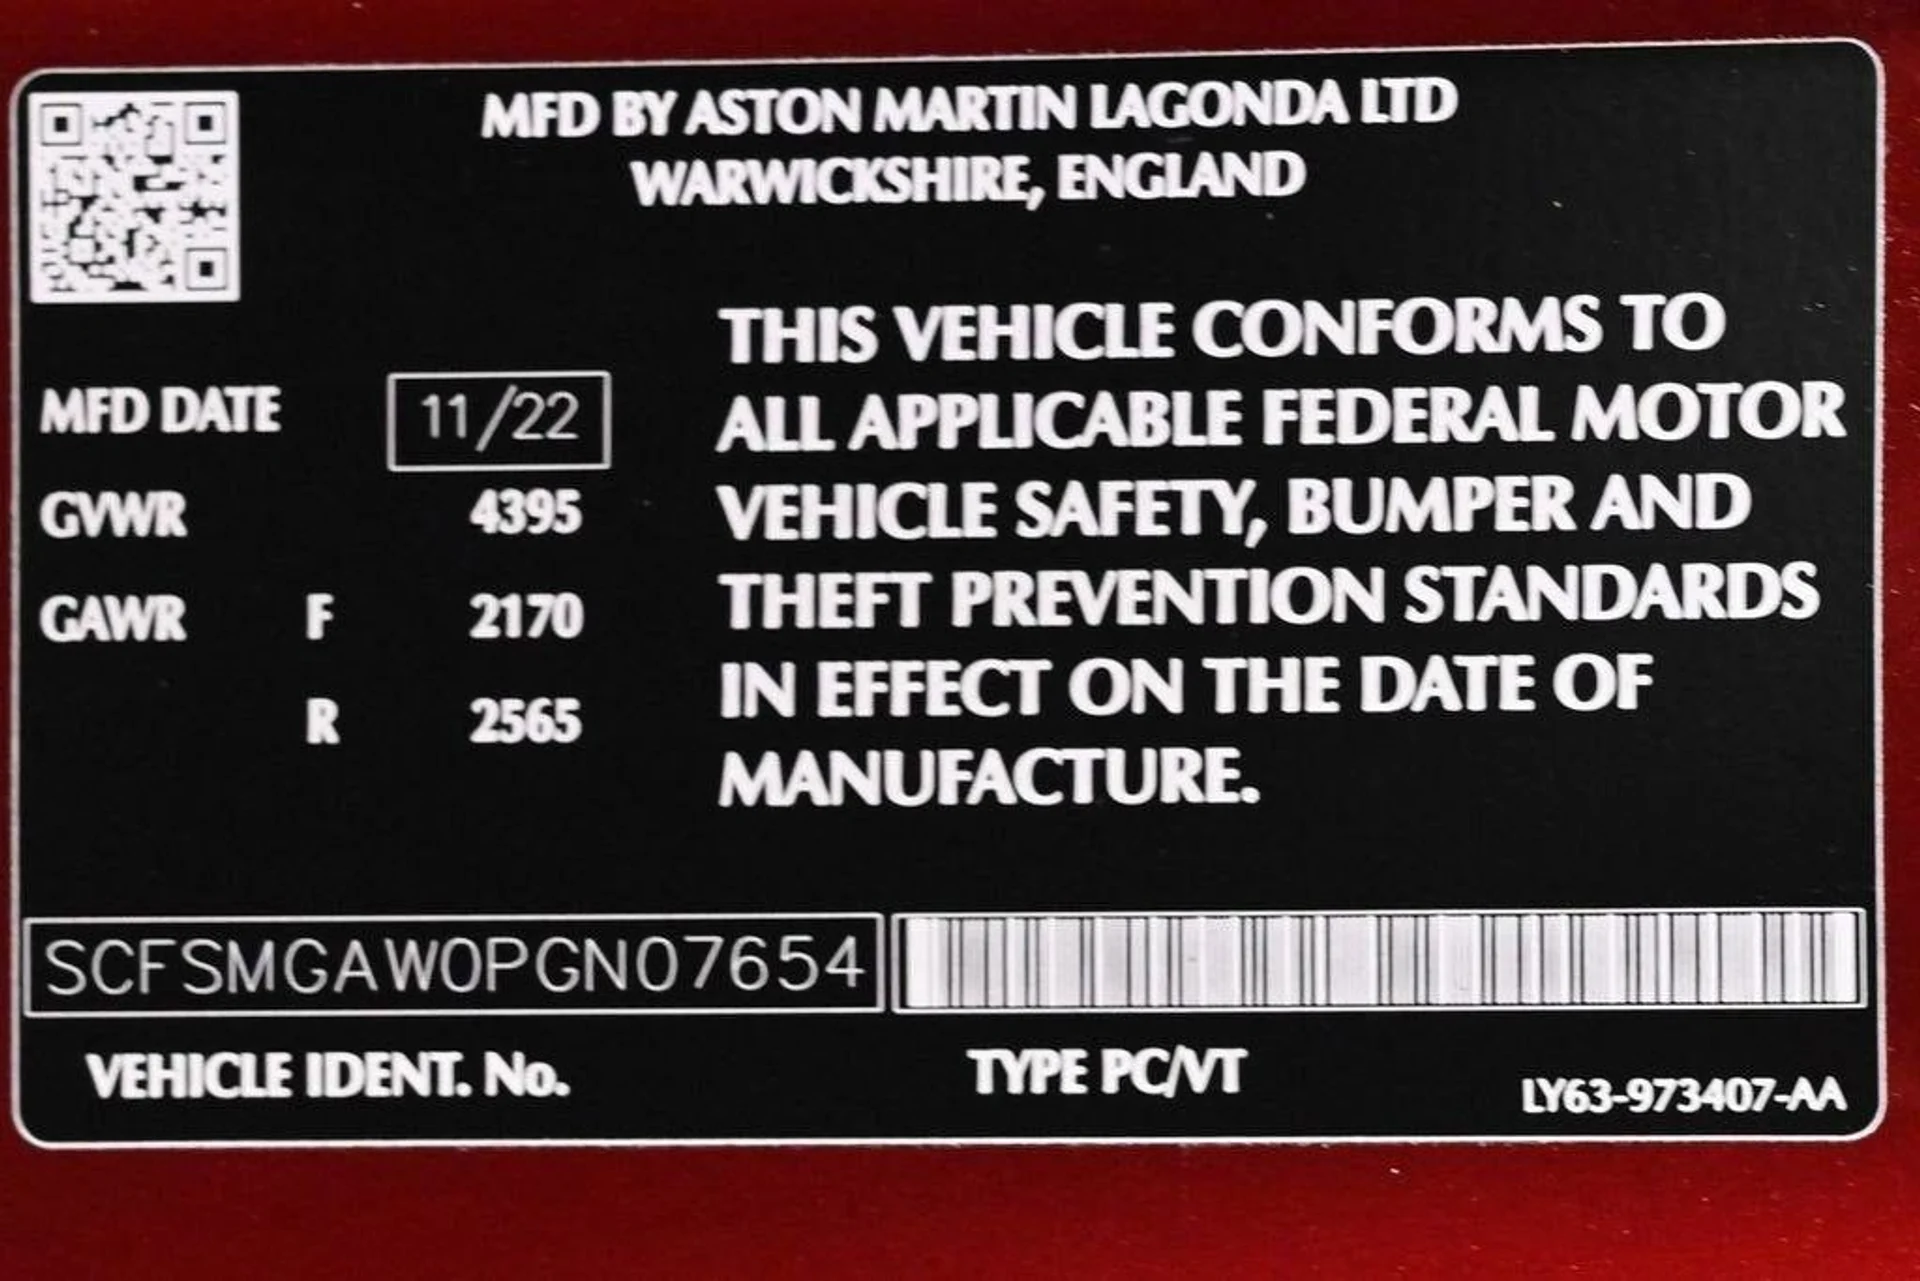 MFD BY ASTON MARTIN LAGONDA LTD
WARWICKSHIRE, ENGLAND
THIS VEHICLE CONFORMS TO
ALL APPLICABLE FEDERAL MOTOR
VEHICLE SAFETY, BUMPER AND
THEFT PREVENTION STANDARDS
IN EFFECT ON THE DATE OF
MANUFACTURE.
MFD DATE 11/22
GVWR 4395
GAWR F 2170
R 2565
SCFSMGAW0PGN07654
VEHICLE IDENT. No.
TYPE PC/VT
LY63-973407-AA